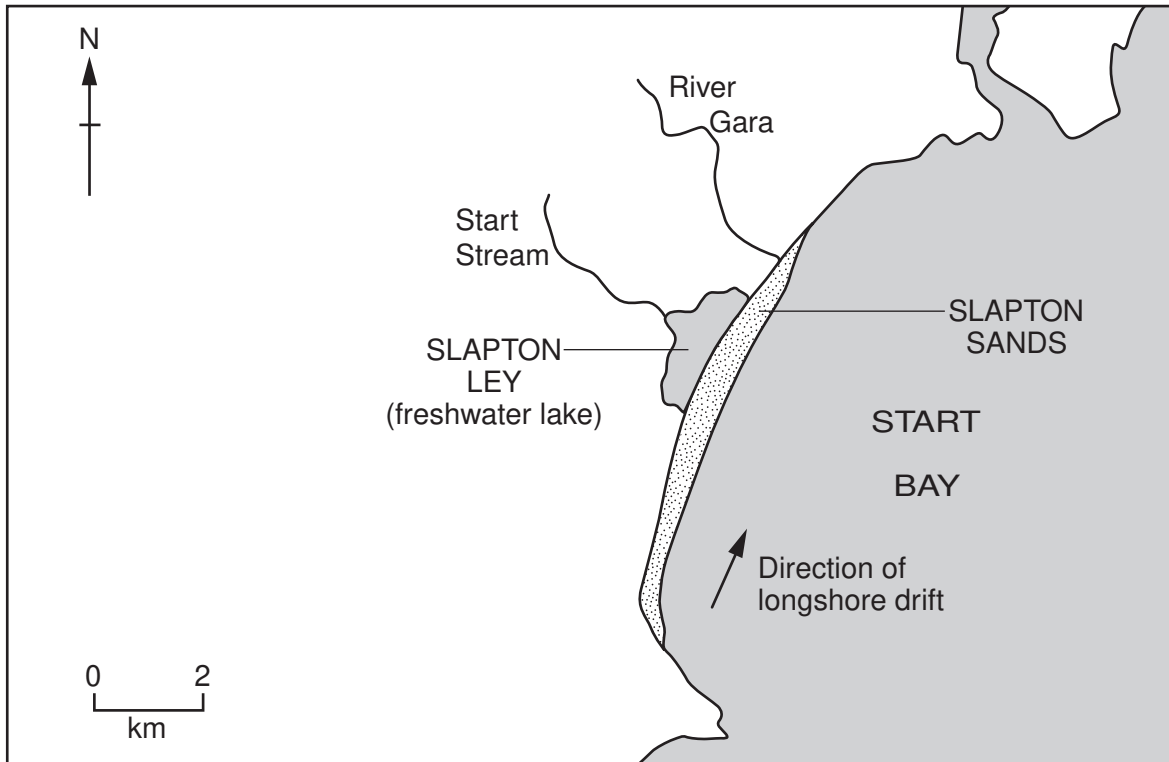 N
River
Gara
Start
Stream
SLAPTON
LEY
(freshwater lake)
SLAPTON
SANDS
START
BAY
Direction of
longshore drift
0 2
km